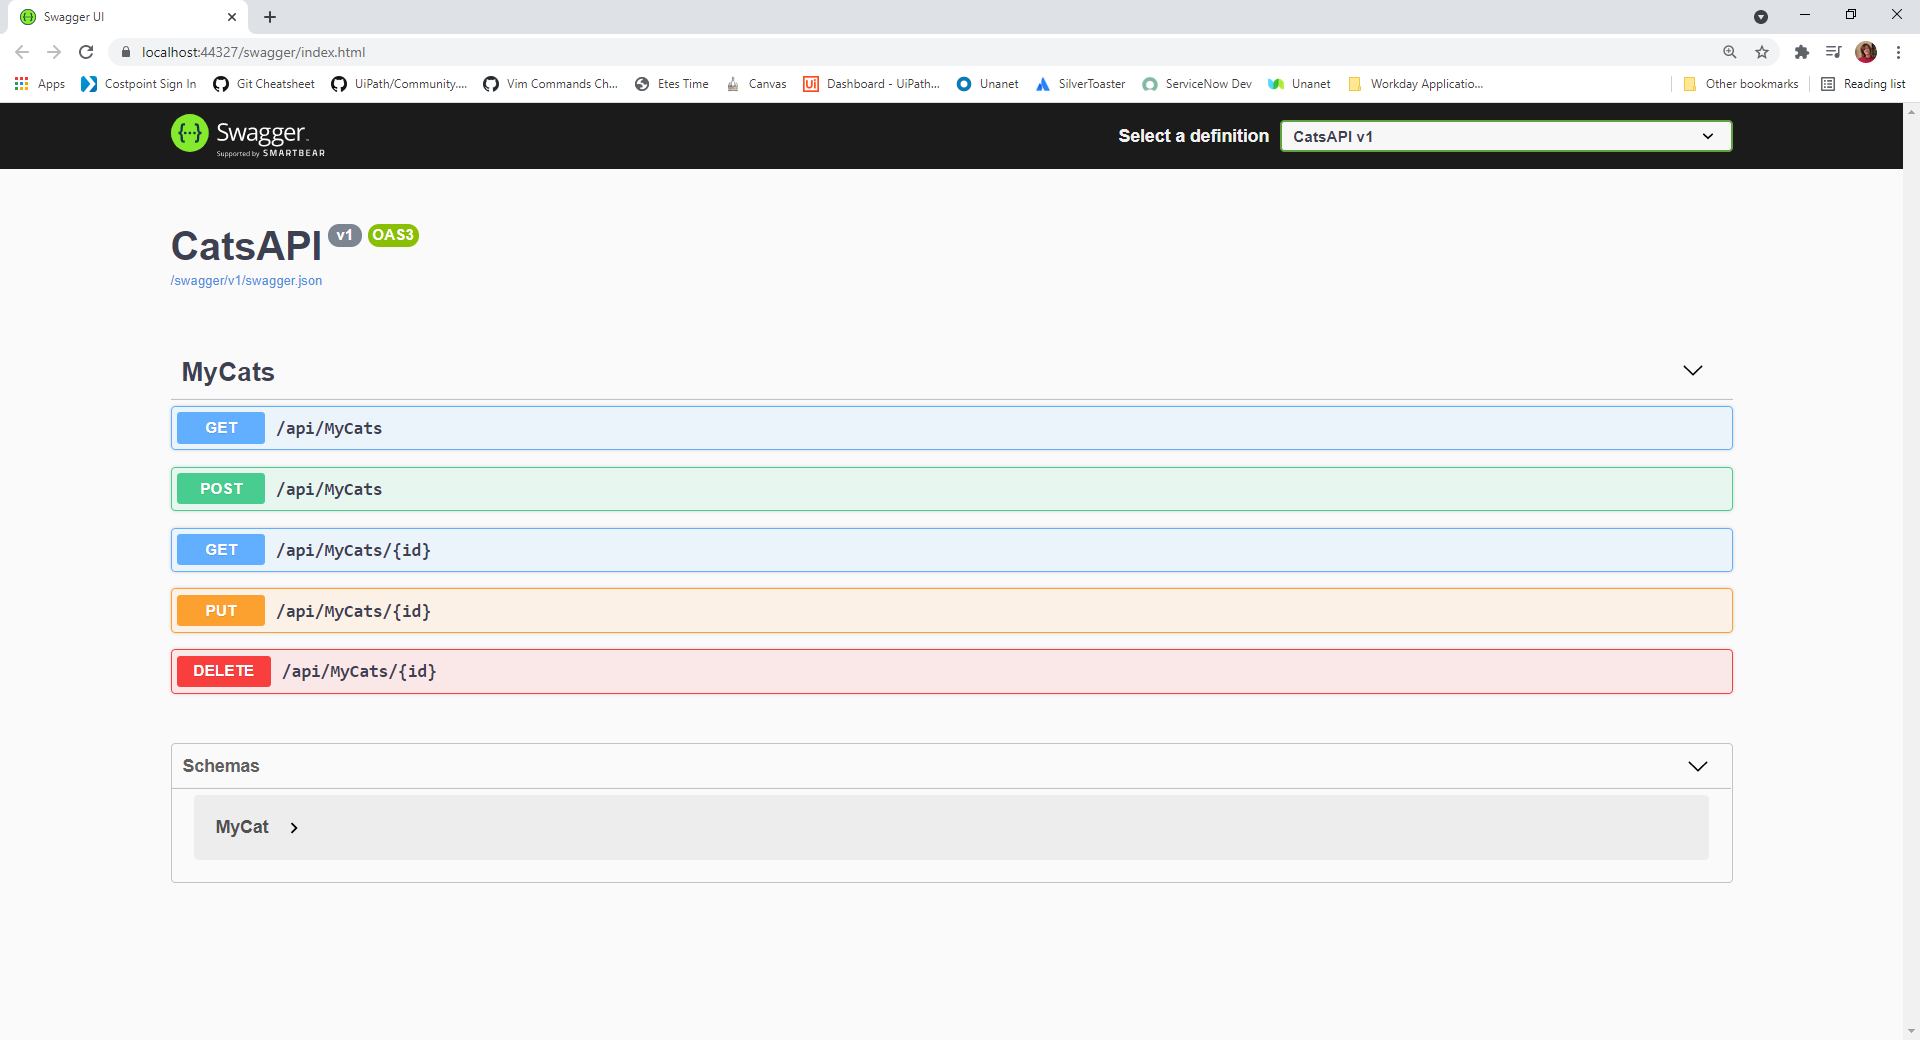 Swagger UI
localhost:44327/swagger/index.html
Apps Costpoint Sign In Git Cheatsheet UiPath/Community.... Vim Commands Ch... Etes Time Canvas Dashboard - UiPath... Unanet SilverToaster ServiceNow Dev Unanet Workday Applicatio... Other bookmarks Reading list
Swagger
Supported by SMARTBEAR
Select a definition CatsAPI v1
CatsAPI v1 OAS3
/swagger/v1/swagger.json
MyCats
GET /api/MyCats
POST /api/MyCats
GET /api/MyCats/{id}
PUT /api/MyCats/{id}
DELETE /api/MyCats/{id}
Schemas
MyCat